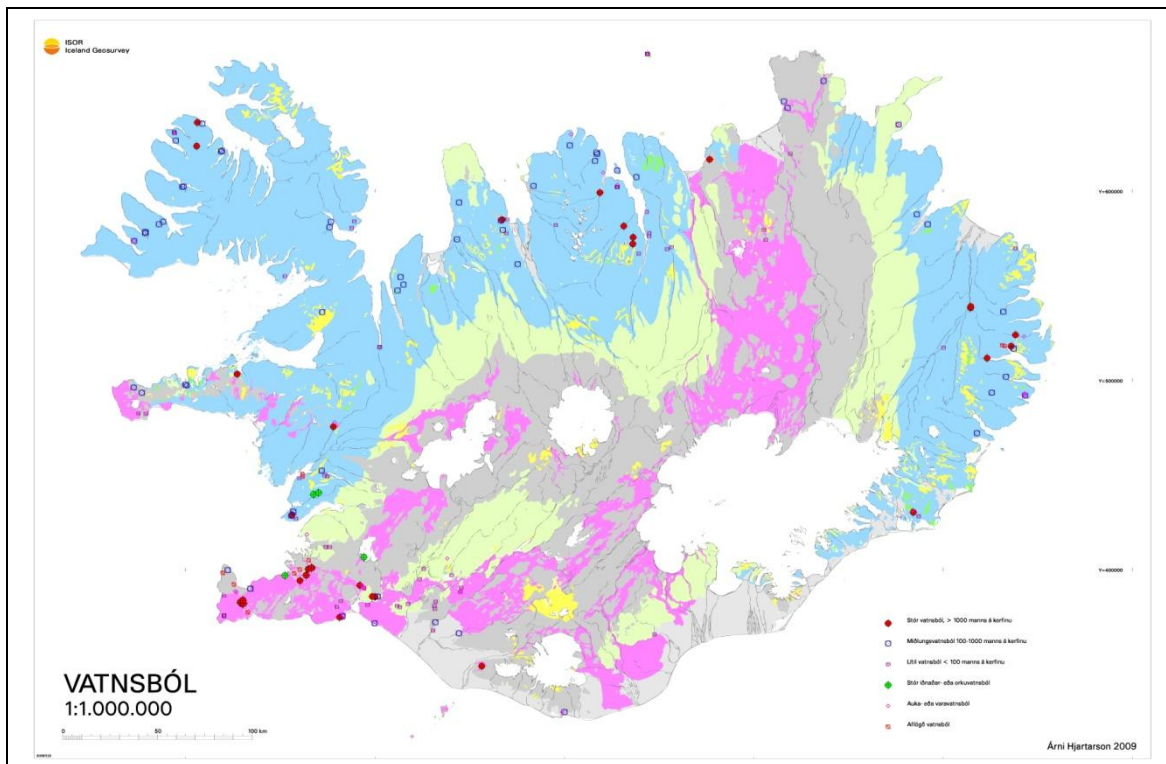 ISOR
Iceland Geosurvey
Y=600000
Y=500000
Y=400000
Stór vatnsból, > 1000 manns á kerfinu
Miðlungsvatnsból 100-1000 manns á kerfinu
Lítil vatnsból < 100 manns á kerfinu
Stór iðnaðar- eða orkuvatnsból
Auka- eða varavatnsból
Aflögð vatnsból
VATNSBÓL
1:1.000.000
0 50 100 km
Árni Hjartarson 2009